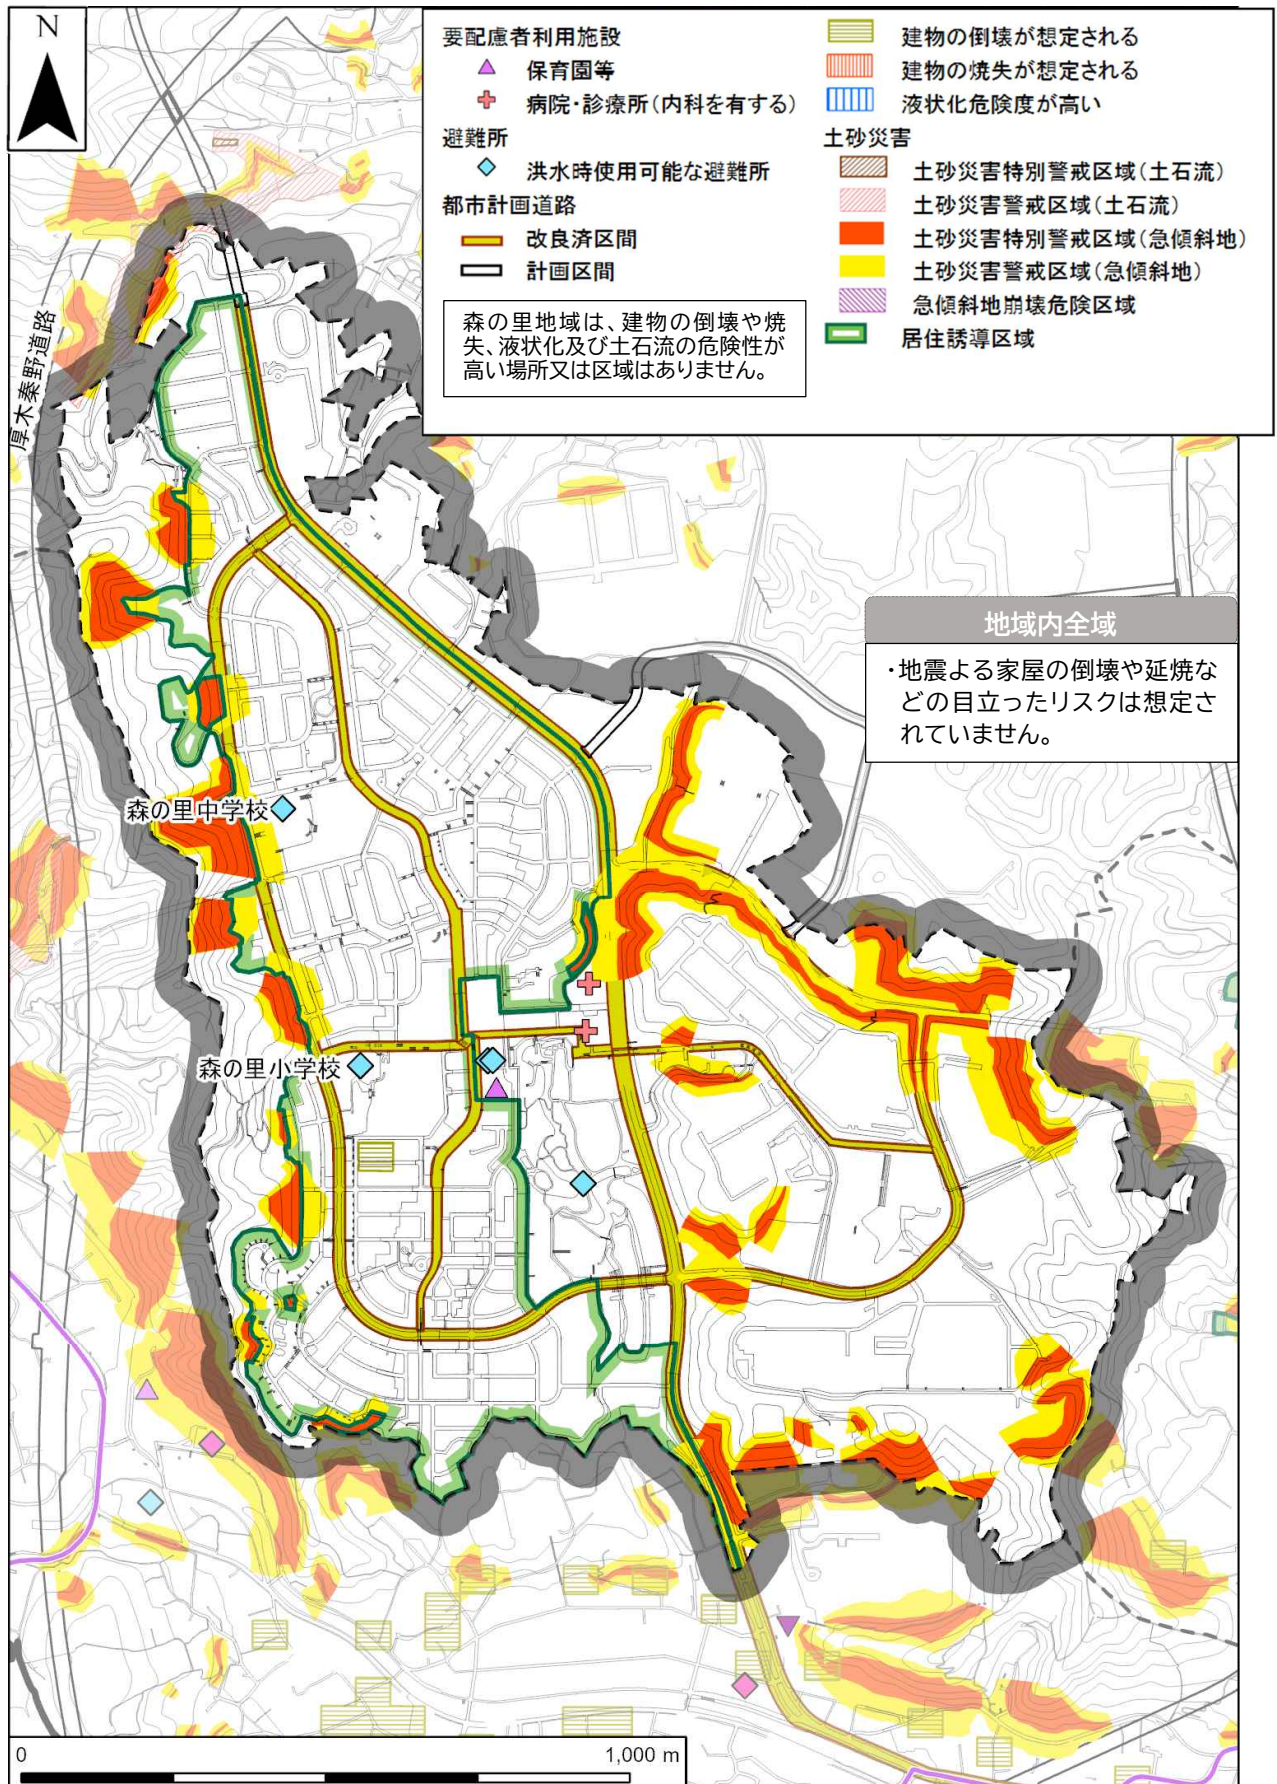 N
要配慮者利用施設
保育園等
病院・診療所(内科を有する)
避難所
洪水時使用可能な避難所
都市計画道路
改良済区間
計画区間
森の里地域は、建物の倒壊や焼
失、液状化及び土石流の危険性が
高い場所又は区域はありません。
建物の倒壊が想定される
建物の焼失が想定される
液状化危険度が高い
土砂災害
土砂災害特別警戒区域(土石流)
土砂災害警戒区域(土石流)
土砂災害特別警戒区域(急傾斜地)
土砂災害警戒区域(急傾斜地)
急傾斜地崩壊危険区域
居住誘導区域
厚木秦野道路
地域内全域
・地震よる家屋の倒壊や延焼な
どの目立ったリスクは想定さ
れていません。
森の里中学校
森の里小学校
0
1,000 m